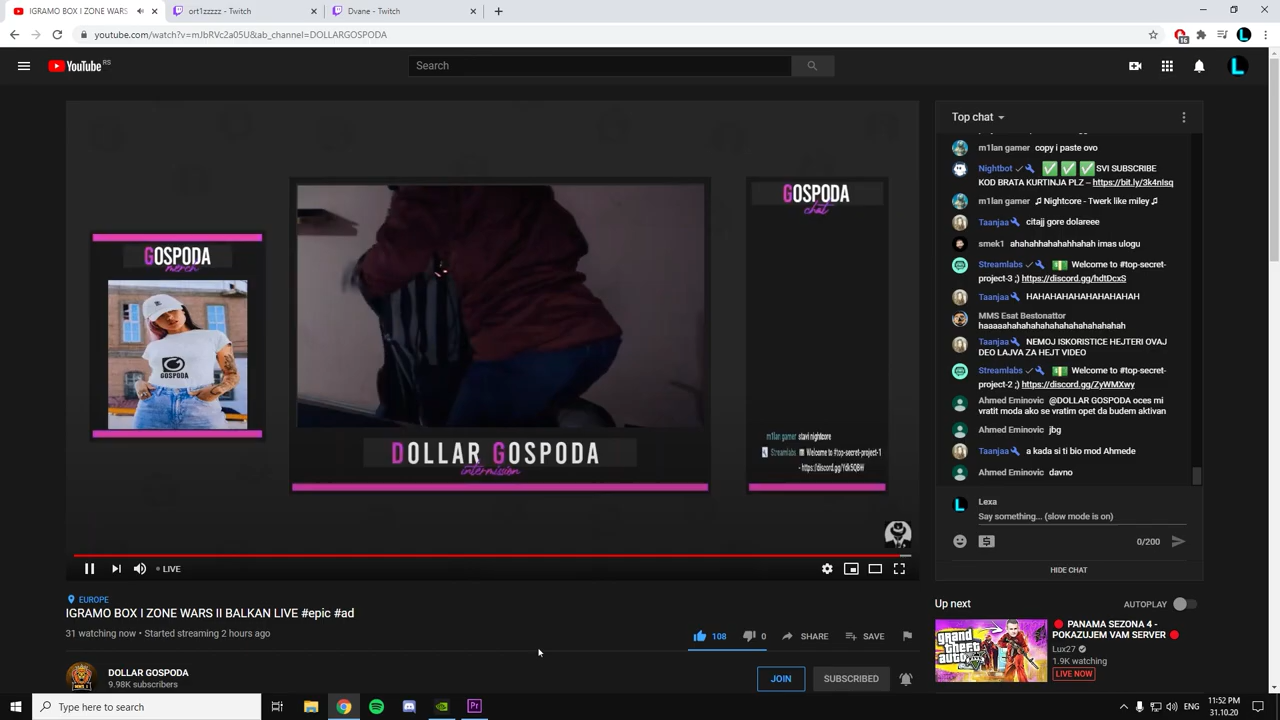 IGRAMO BOX I ZONE WARS
ort1zzzzz - Twitch
Dvane - Twitch
youtube.com/watch?v=mJbRVc2a05U&ab_channel=DOLLARGOSPODA
16
YouTube RS
Search
GOSPODA
merch
GOSPODA
DOLLAR GOSPODA
intermission
GOSPODA
chat
m1lan gamer stavi nightcore
Streamlabs Welcome to #top-secret-project-1
- https://discord.gg/Ydk5QBW
LIVE
Top chat
m1lan gamer copy i paste ovo
Nightbot SVI SUBSCRIBE
KOD BRATA KURTINJA PLZ – https://bit.ly/3k4nIsq
m1lan gamer ♫ Nightcore - Twerk like miley ♫
Taanjaa citajj gore dolareee
smek1 ahahahhahahahhahah imas ulogu
Streamlabs Welcome to #top-secret-
project-3 ;) https://discord.gg/hdtDcxS
Taanjaa HAHAHAHAHAHAHAHAH
MMS Esat Bestonattor
haaaaahahahahahahahahahahahah
Taanjaa NEMOJ ISKORISTICE HEJTERI OVAJ
DEO LAJVA ZA HEJT VIDEO
Streamlabs Welcome to #top-secret-
project-2 ;) https://discord.gg/ZyWMXwy
Ahmed Eminovic @DOLLAR GOSPODA oces mi
vratit moda ako se vratim opet da budem aktivan
Ahmed Eminovic jbg
Taanjaa a kada si ti bio mod Ahmede
Ahmed Eminovic davno
Lexa
Say something... (slow mode is on)
0/200
HIDE CHAT
EUROPE
IGRAMO BOX I ZONE WARS II BALKAN LIVE #epic #ad
31 watching now • Started streaming 2 hours ago
108
0
SHARE
SAVE
DOLLAR GOSPODA
9.98K subscribers
JOIN
SUBSCRIBED
Up next
AUTOPLAY
PANAMA SEZONA 4 -
POKAZUJEM VAM SERVER
Lux27
1.9K watching
LIVE NOW
Type here to search
ENG
11:52 PM
31.10.20